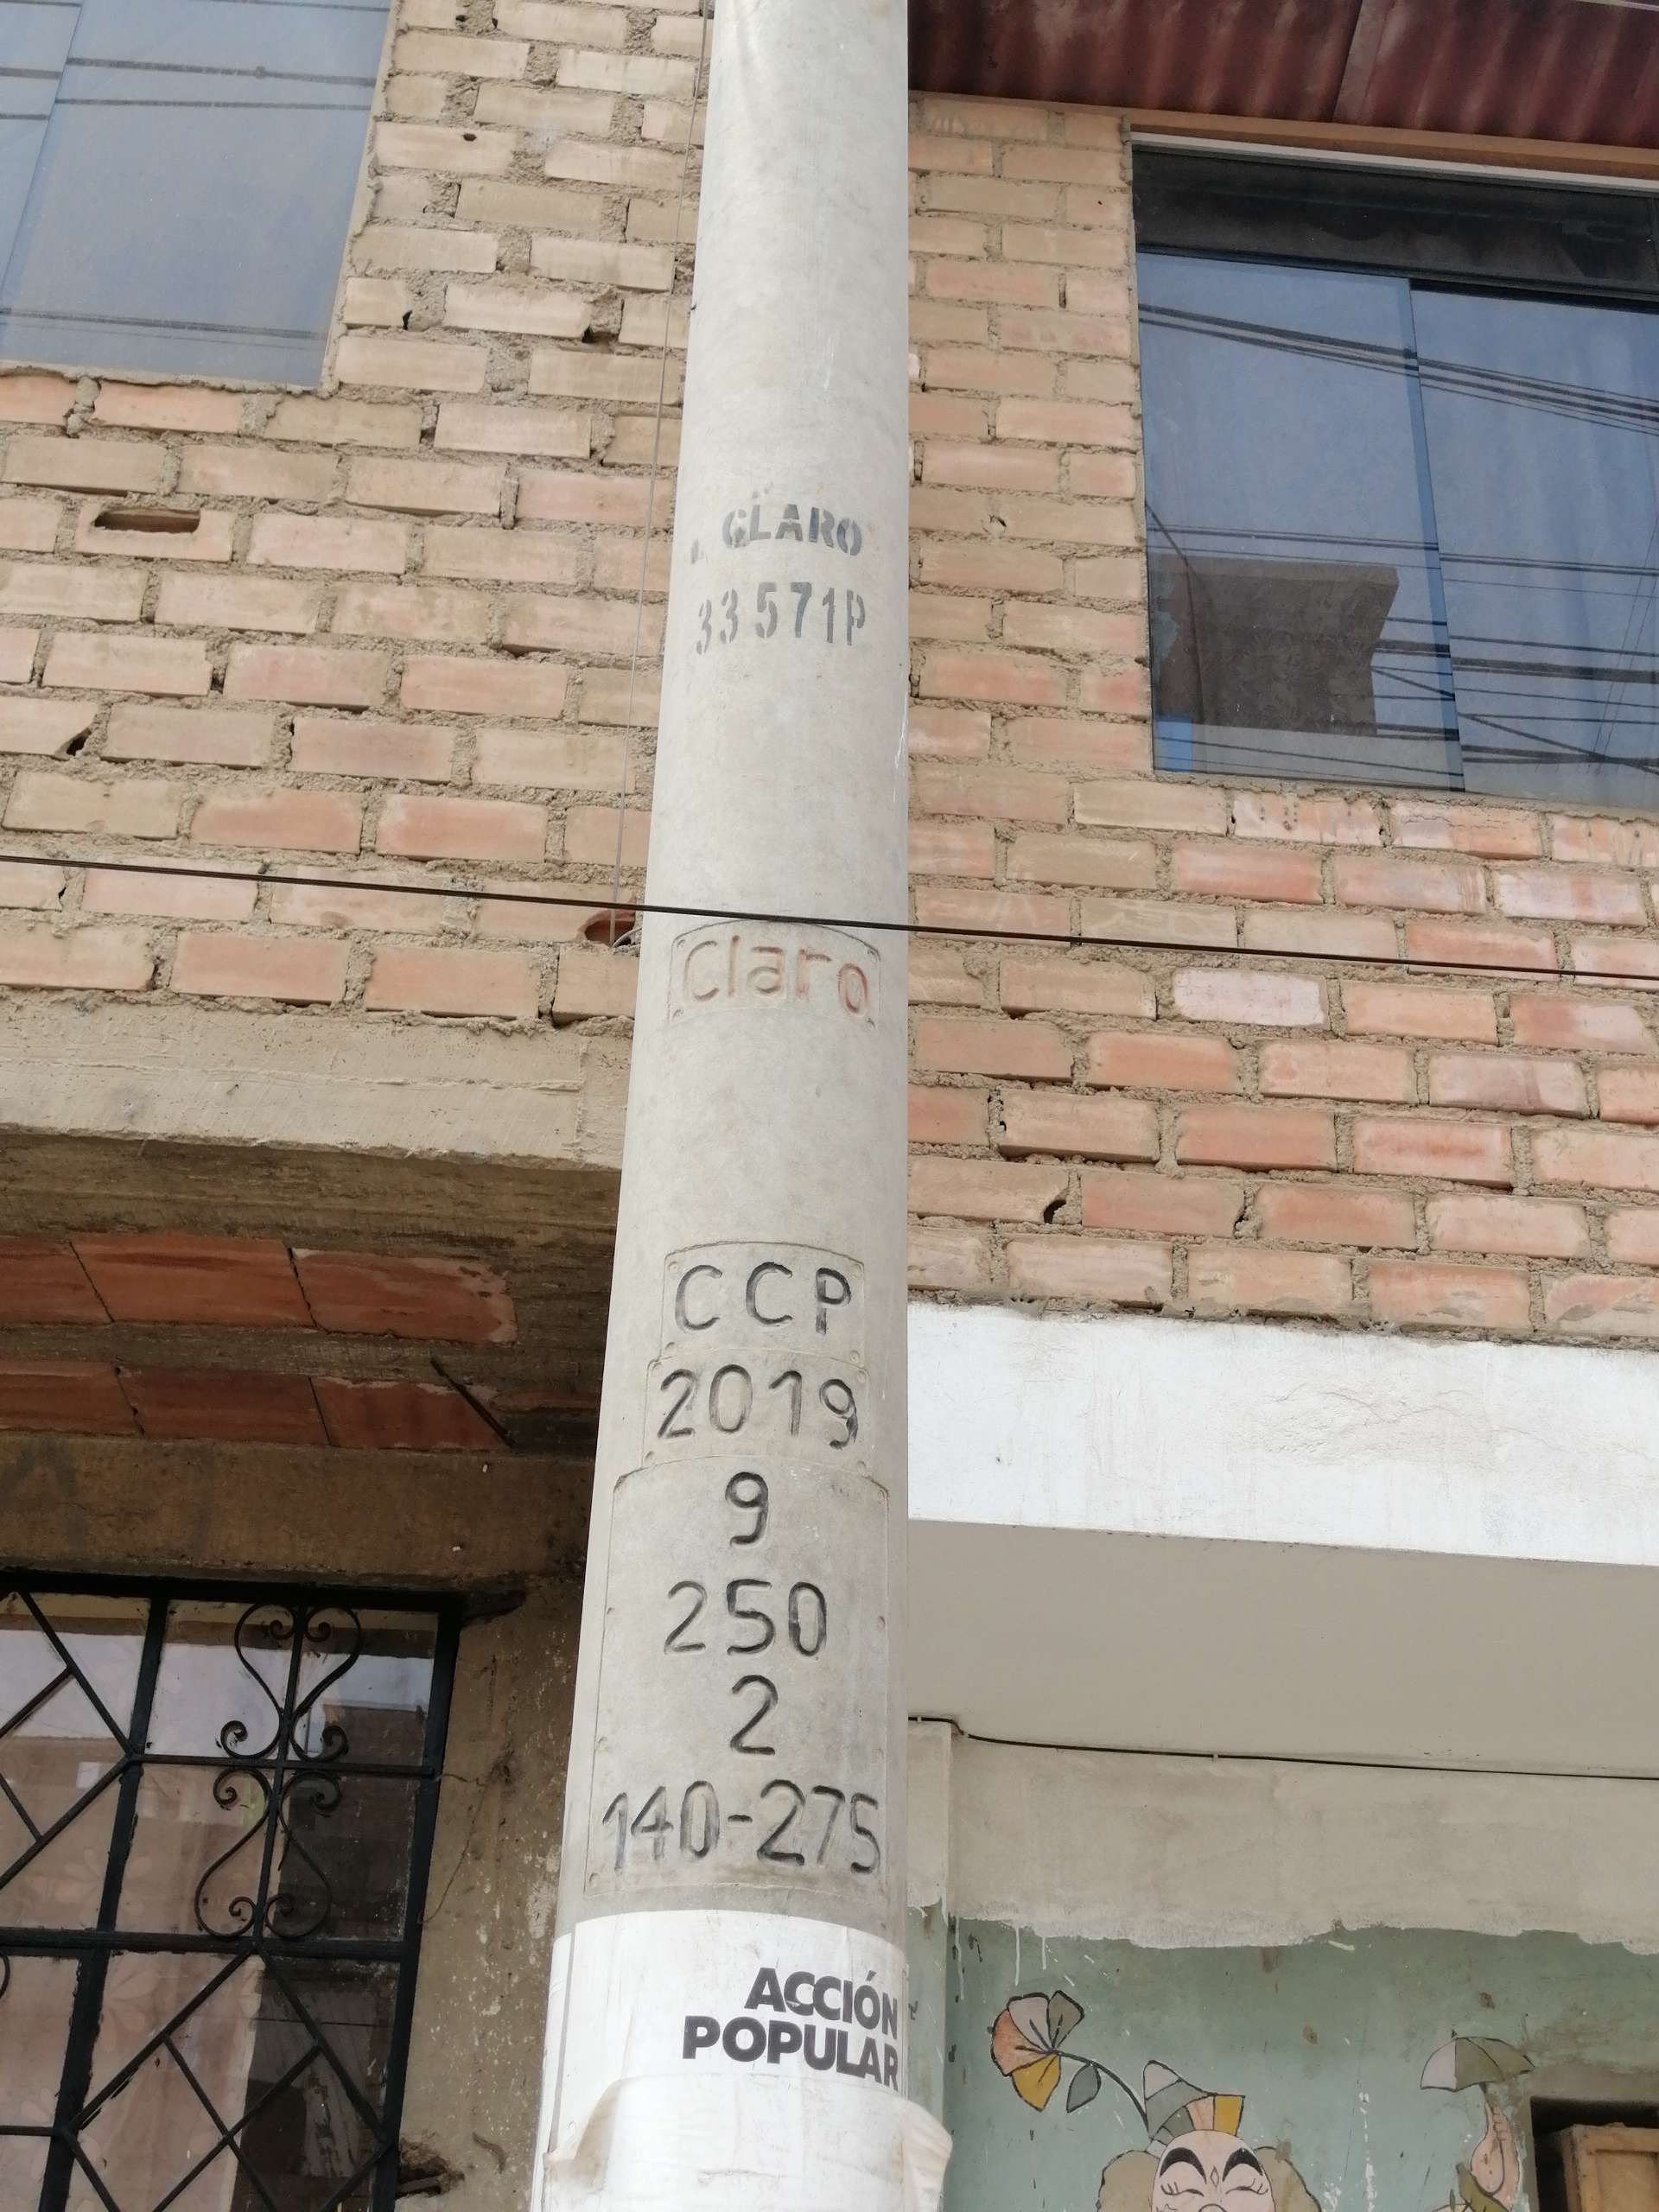 CLARO
33571P
Claro
CCP
2019
9
250
2
140-275
ACCIÓN
POPULAR